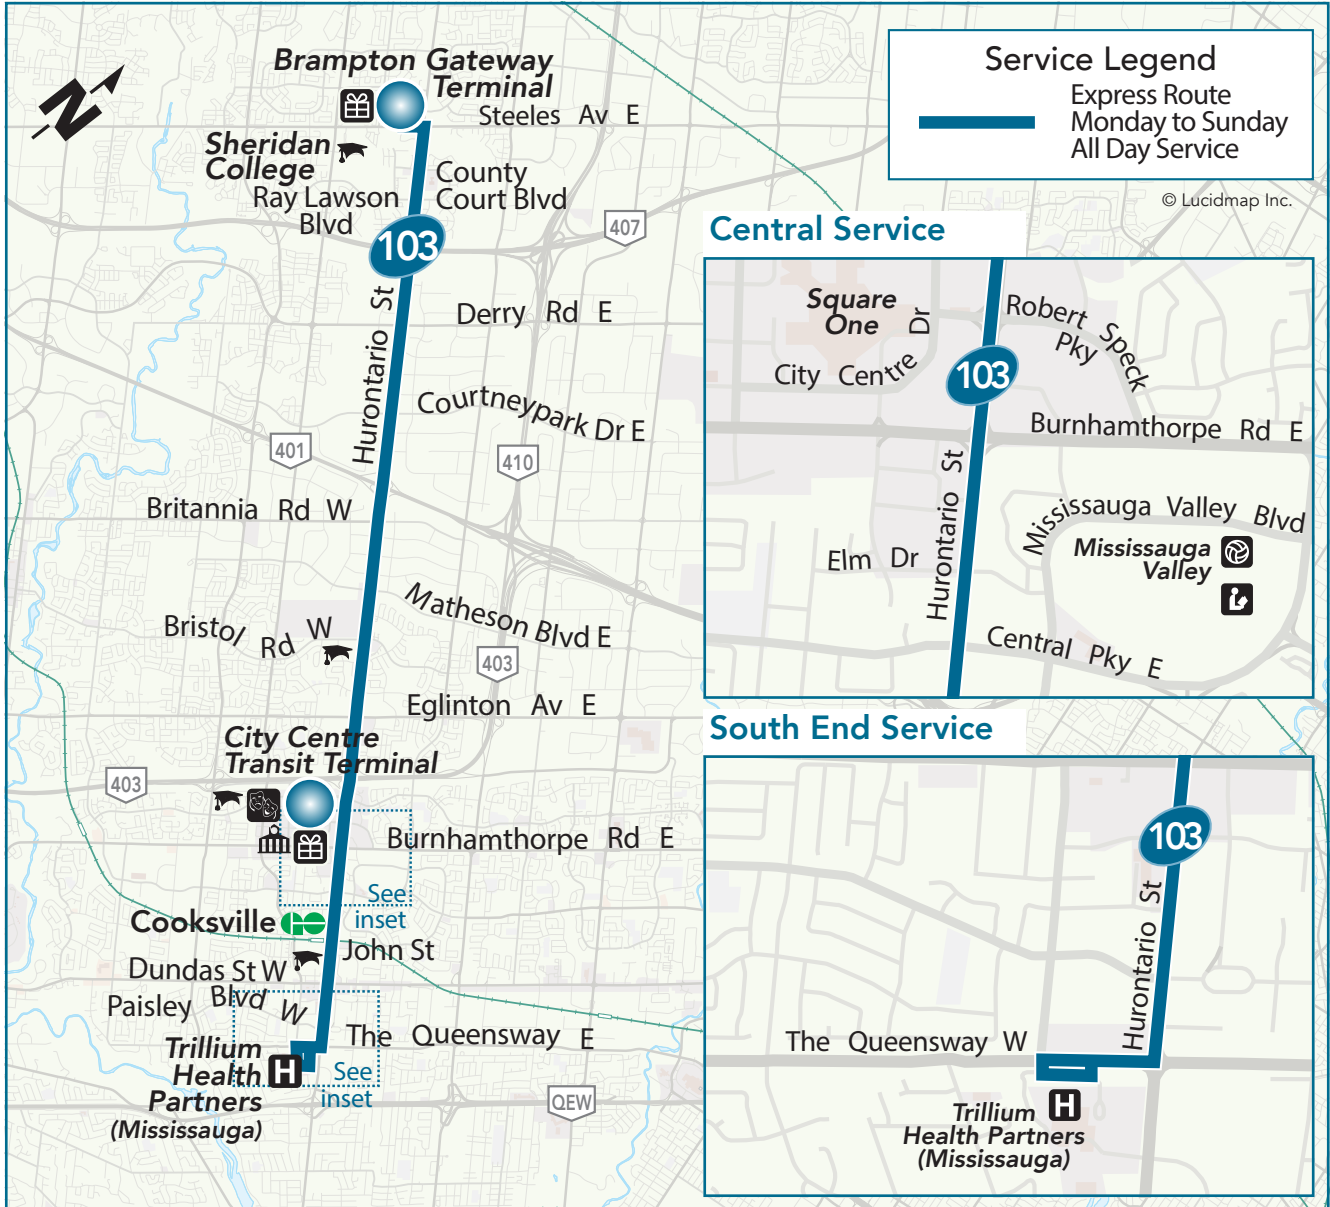 Brampton Gateway
Terminal
Steeles Av E
N
Sheridan
College
County
Court Blvd
Ray Lawson
Blvd
103
407
Hurontario St
Derry Rd E
Courtneypark Dr E
401
410
Britannia Rd W
Matheson Blvd E
Bristol Rd W
403
Eglinton Av E
City Centre
Transit Terminal
403
Burnhamthorpe Rd E
See
inset
Cooksville GO
John St
Dundas St W
Paisley Blvd W
The Queensway E
Trillium
Health
Partners
(Mississauga)
H
See
inset
QEW
Service Legend
Express Route
Monday to Sunday
All Day Service
© Lucidmap Inc.
Central Service
Square
One
Robert Speck
Pky
City Centre Dr
103
Burnhamthorpe Rd E
Hurontario St
Mississauga Valley Blvd
Mississauga
Valley
Elm Dr
Central Pky E
South End Service
103
Hurontario St
The Queensway W
Trillium H
Health Partners
(Mississauga)